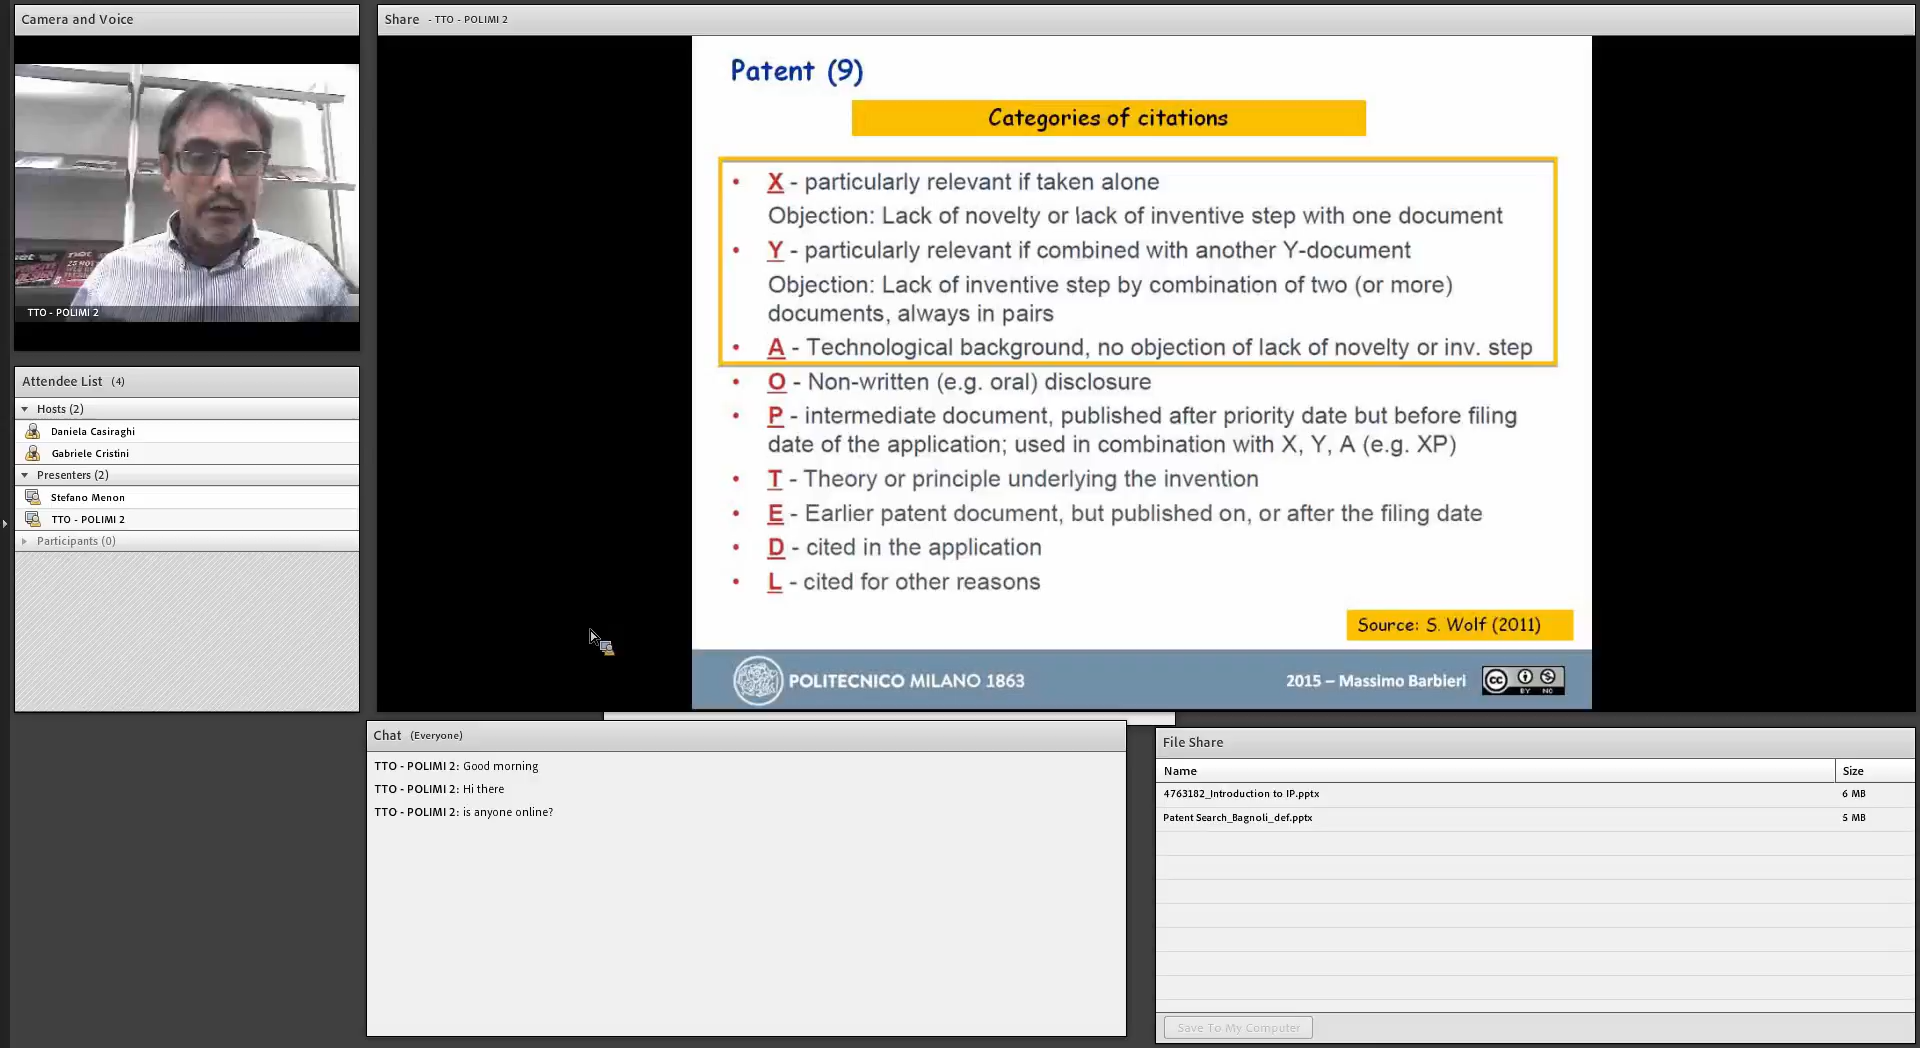 Camera and Voice
TTO - POLIMI 2
Attendee List (4)
Hosts (2)
Daniela Casiraghi
Gabriele Cristini
Presenters (2)
Stefano Menon
TTO - POLIMI 2
Participants (0)
Share - TTO - POLIMI 2
Patent (9)
Categories of citations
• X - particularly relevant if taken alone
Objection: Lack of novelty or lack of inventive step with one document
• Y - particularly relevant if combined with another Y-document
Objection: Lack of inventive step by combination of two (or more)
documents, always in pairs
• A - Technological background, no objection of lack of novelty or inv. step
• O - Non-written (e.g. oral) disclosure
• P - intermediate document, published after priority date but before filing
date of the application; used in combination with X, Y, A (e.g. XP)
• T - Theory or principle underlying the invention
• E - Earlier patent document, but published on, or after the filing date
• D - cited in the application
• L - cited for other reasons
Source: S. Wolf (2011)
POLITECNICO MILANO 1863
2015 – Massimo Barbieri
cc BY NC
Chat (Everyone)
TTO - POLIMI 2: Good morning
TTO - POLIMI 2: Hi there
TTO - POLIMI 2: is anyone online?
File Share
Name Size
4763182_Introduction to IP.pptx 6 MB
Patent Search_Bagnoli_def.pptx 5 MB
Save To My Computer